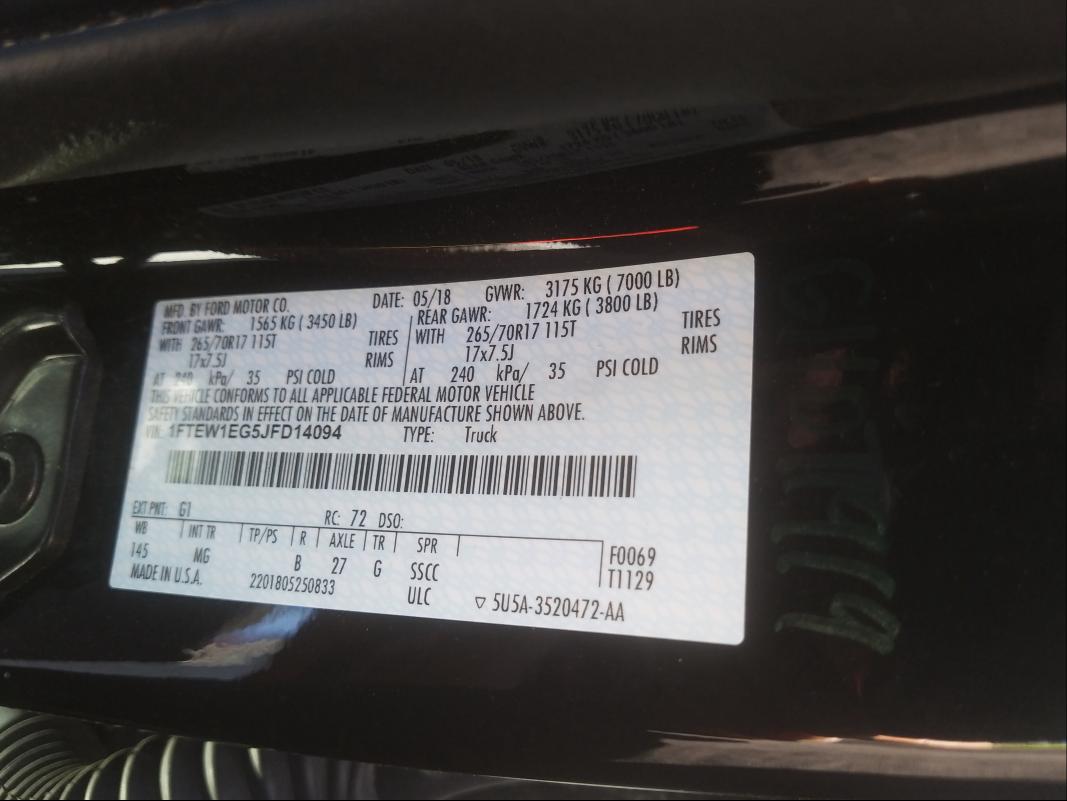 MFD. BY FORD MOTOR CO. DATE: 05/18 GVWR: 3175 KG ( 7000 LB)
FRONT GAWR: 1565 KG ( 3450 LB) REAR GAWR: 1724 KG ( 3800 LB)
WITH 265/70R17 115T TIRES WITH 265/70R17 115T TIRES
17x7.5J RIMS 17x7.5J RIMS
AT 240 kPa/ 35 PSI COLD AT 240 kPa/ 35 PSI COLD
THIS VEHICLE CONFORMS TO ALL APPLICABLE FEDERAL MOTOR VEHICLE
SAFETY STANDARDS IN EFFECT ON THE DATE OF MANUFACTURE SHOWN ABOVE.
VIN: 1FTEW1EG5JFD14094 TYPE: Truck
EXT PNT: G1 RC: 72 DSO:
WB INT TR TP/PS R AXLE TR SPR
145 MG B 27 G SSCC F0069
MADE IN U.S.A. 2201805250833 ULC T1129
▽ 5U5A-3520472-AA